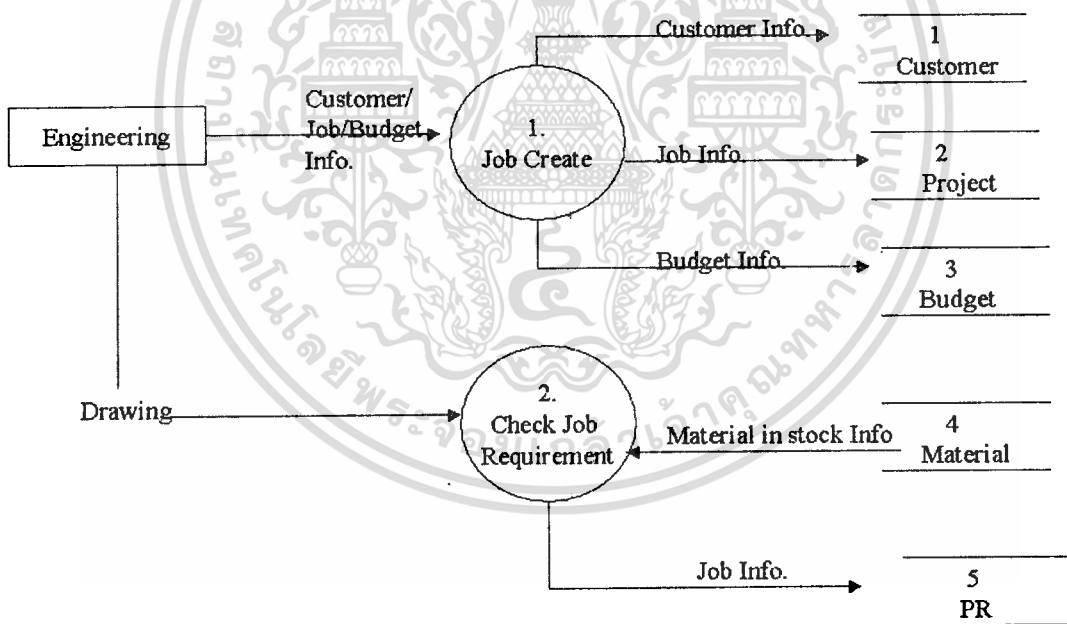 Customer Info.
1
Customer
Engineering
Customer/
Job/Budget
Info.
1.
Job Create
Job Info.
2
Project
Budget Info.
3
Budget
Drawing
2.
Check Job
Requirement
Material in stock Info
4
Material
Job Info.
5
PR